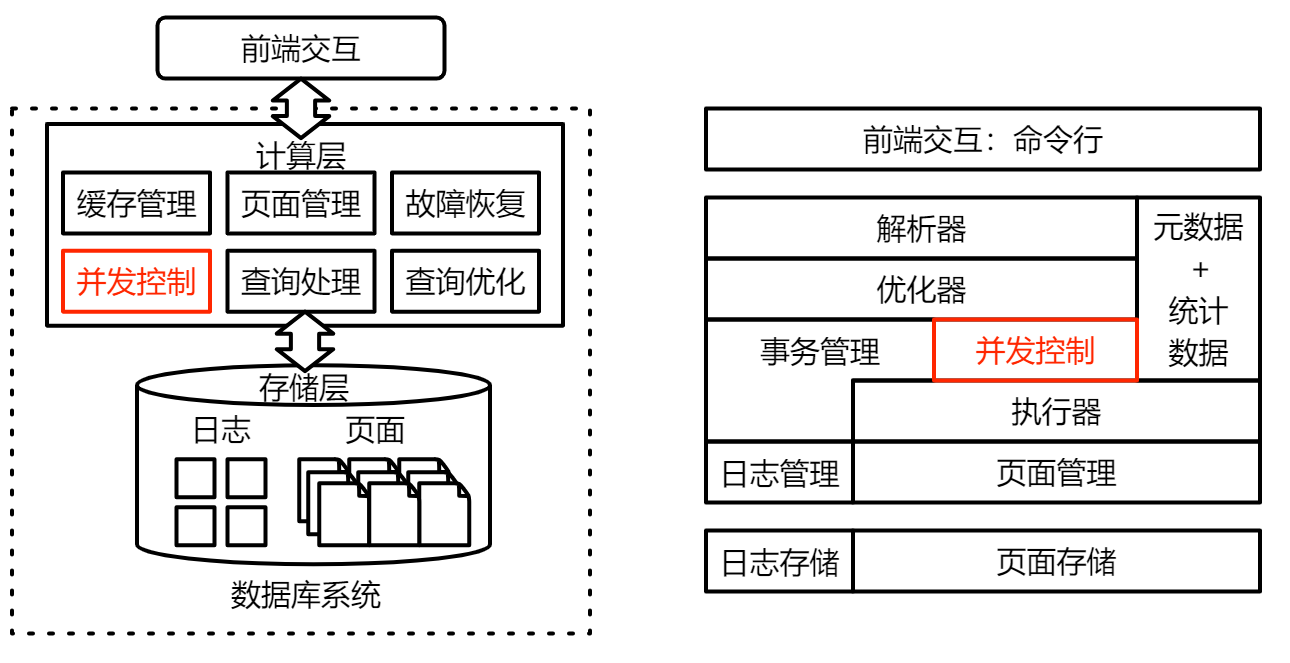 前端交互
计算层
缓存管理
页面管理
故障恢复
并发控制
查询处理
查询优化
存储层
日志
页面
数据库系统
前端交互：命令行
解析器
优化器
元数据
+
统计
数据
事务管理
并发控制
执行器
日志管理
页面管理
日志存储
页面存储